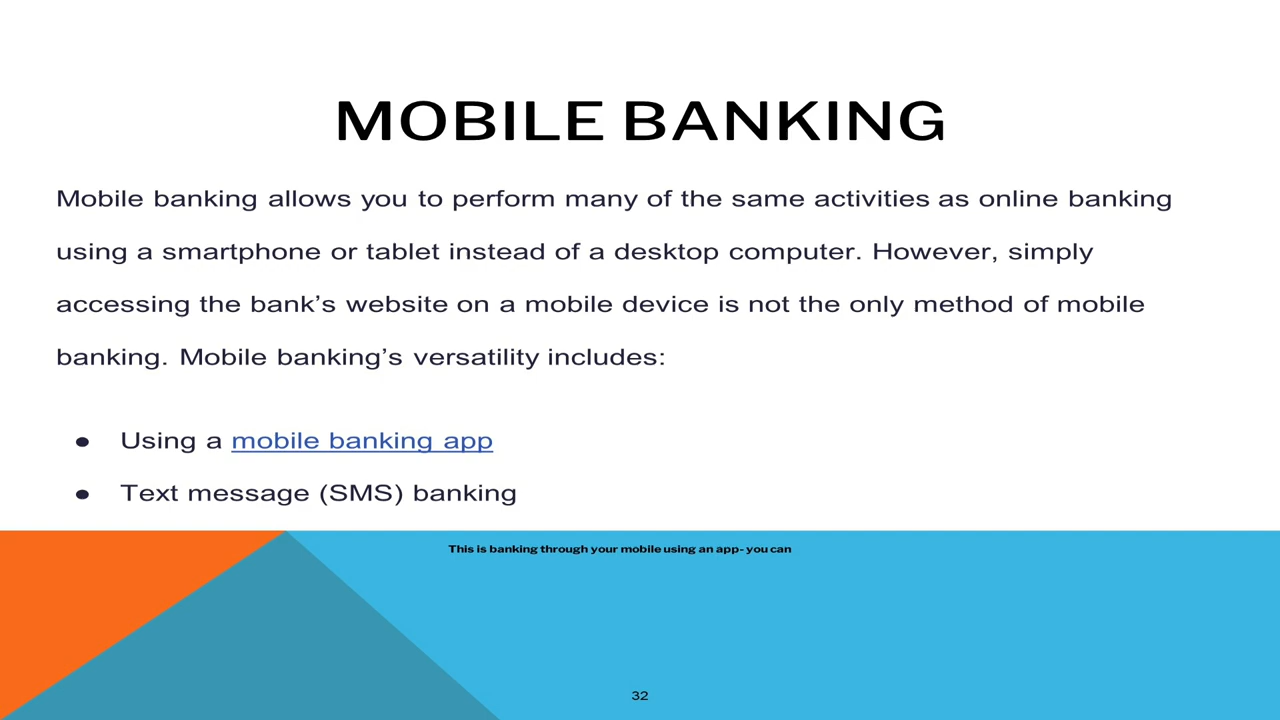 MOBILE BANKING
Mobile banking allows you to perform many of the same activities as online banking
using a smartphone or tablet instead of a desktop computer. However, simply
accessing the bank’s website on a mobile device is not the only method of mobile
banking. Mobile banking’s versatility includes:
● Using a mobile banking app
● Text message (SMS) banking
This is banking through your mobile using an app- you can
32